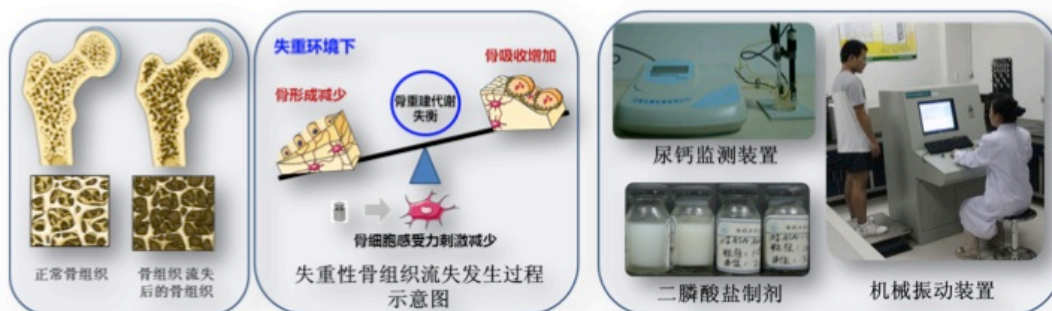 正常骨组织
骨组织流失
后的骨组织
失重环境下
骨吸收增加
骨形成减少
骨重建代谢
失衡
骨细胞感受力刺激减少
失重性骨组织流失发生过程
示意图
尿钙监测装置
二膦酸盐制剂
机械振动装置